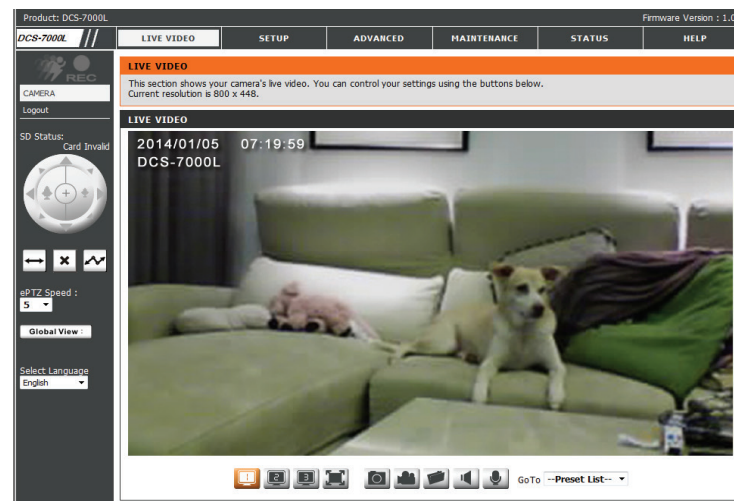 Product: DCS-7000L
Firmware Version : 1.0
DCS-7000L
LIVE VIDEO
SETUP
ADVANCED
MAINTENANCE
STATUS
HELP
REC
CAMERA
Logout
SD Status:
Card Invalid
ePTZ Speed :
5
Global View :
Select Language
English
LIVE VIDEO
This section shows your camera's live video. You can control your settings using the buttons below.
Current resolution is 800 x 448.
LIVE VIDEO
2014/01/05 07:19:59
DCS-7000L
1 2 3
GoTo --Preset List--